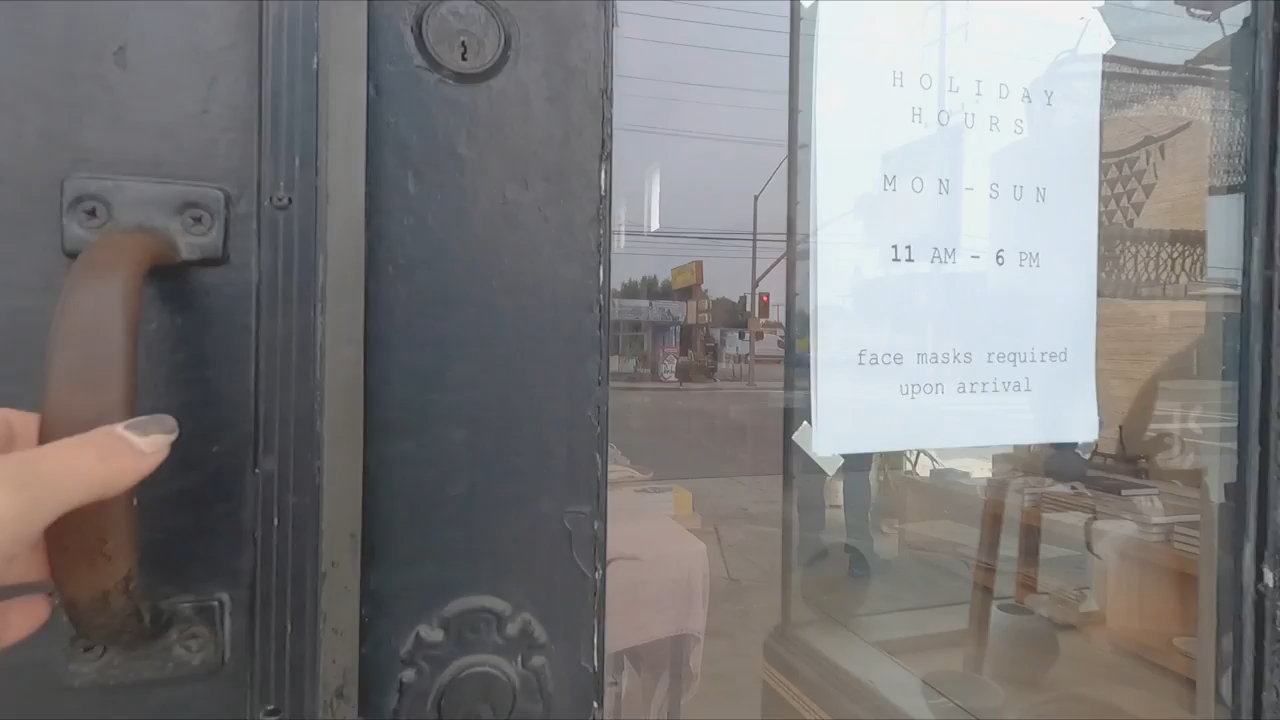 HOLIDAY
HOURS
MON-SUN
11 AM - 6 PM
face masks required
upon arrival